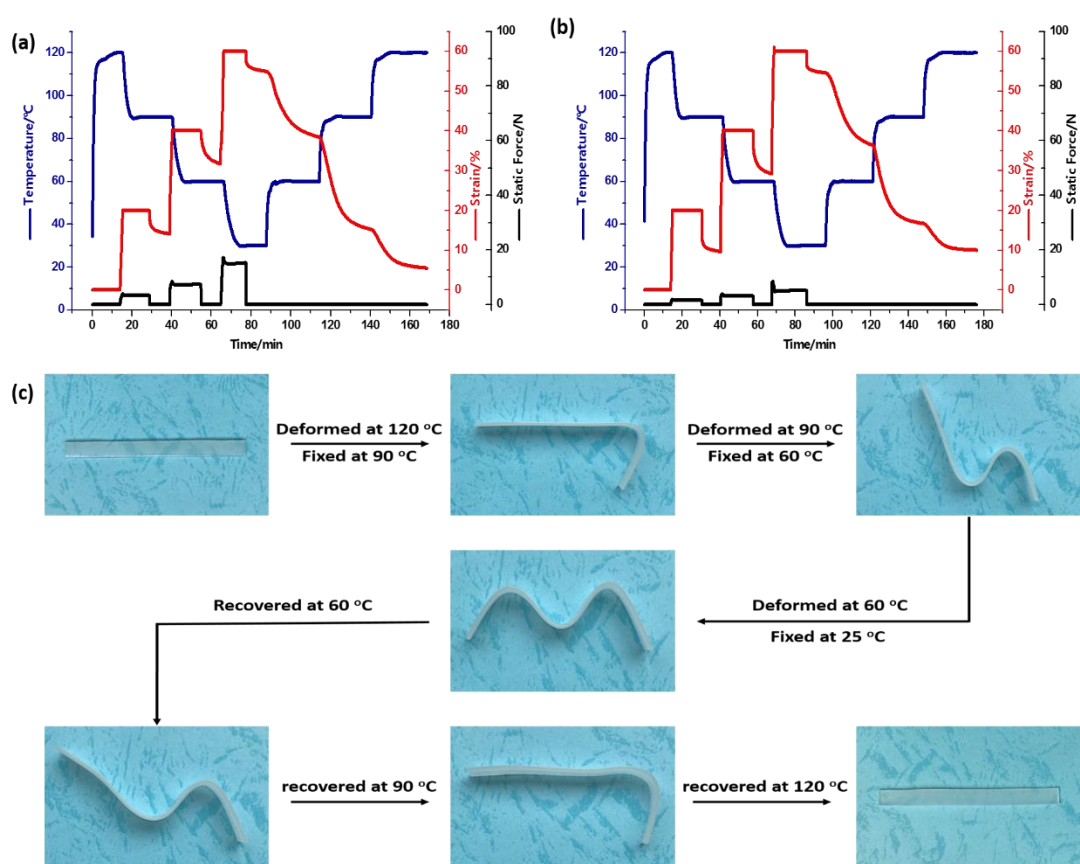 (a)
Temperature/°C
120
100
80
60
40
20
0
0 20 40 60 80 100 120 140 160 180
Time/min
Strain/%
60
50
40
30
20
10
0
Static Force/N
100
80
60
40
20
0
(b)
Temperature/°C
120
100
80
60
40
20
0
0 20 40 60 80 100 120 140 160 180
Time/min
Strain/%
60
50
40
30
20
10
0
Static Force/N
100
80
60
40
20
0
(c)
Deformed at 120 °C
Fixed at 90 °C
Deformed at 90 °C
Fixed at 60 °C
Recovered at 60 °C
Deformed at 60 °C
Fixed at 25 °C
recovered at 90 °C
recovered at 120 °C